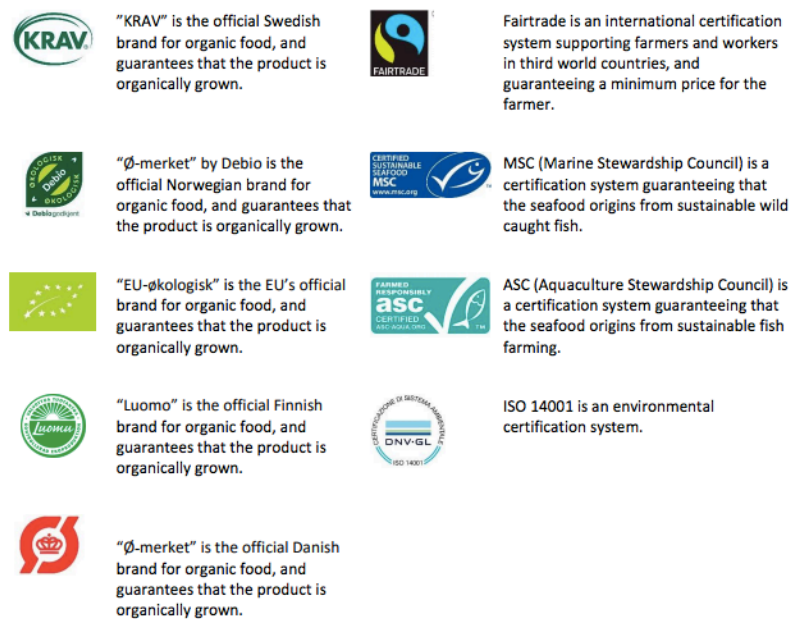 KRAV
"KRAV" is the official Swedish
brand for organic food, and
guarantees that the product is
organically grown.
FAIRTRADE
Fairtrade is an international certification
system supporting farmers and workers
in third world countries, and
guaranteeing a minimum price for the
farmer.
ØKOLOGISK
Debio
ØKOLOGISK
Debiogodkjent
"Ø-merket" by Debio is the
official Norwegian brand for
organic food, and guarantees that
the product is organically grown.
CERTIFIED
SUSTAINABLE
SEAFOOD
MSC
www.msc.org
TM
MSC (Marine Stewardship Council) is a
certification system guaranteeing that
the seafood origins from sustainable wild
caught fish.
"EU-økologisk" is the EU's official
brand for organic food, and
guarantees that the product is
organically grown.
FARMED
RESPONSIBLY
asc
CERTIFIED
ASC-AQUA.ORG
TM
ASC (Aquaculture Stewardship Council) is
a certification system guaranteeing that
the seafood origins from sustainable fish
farming.
Luomu
"Luomo" is the official Finnish
brand for organic food, and
guarantees that the product is
organically grown.
CERTIFICAZIONE DI SISTEMA AMBIENTALE
DNV·GL
ISO 14001
ISO 14001 is an environmental
certification system.
"Ø-merket" is the official Danish
brand for organic food, and
guarantees that the product is
organically grown.